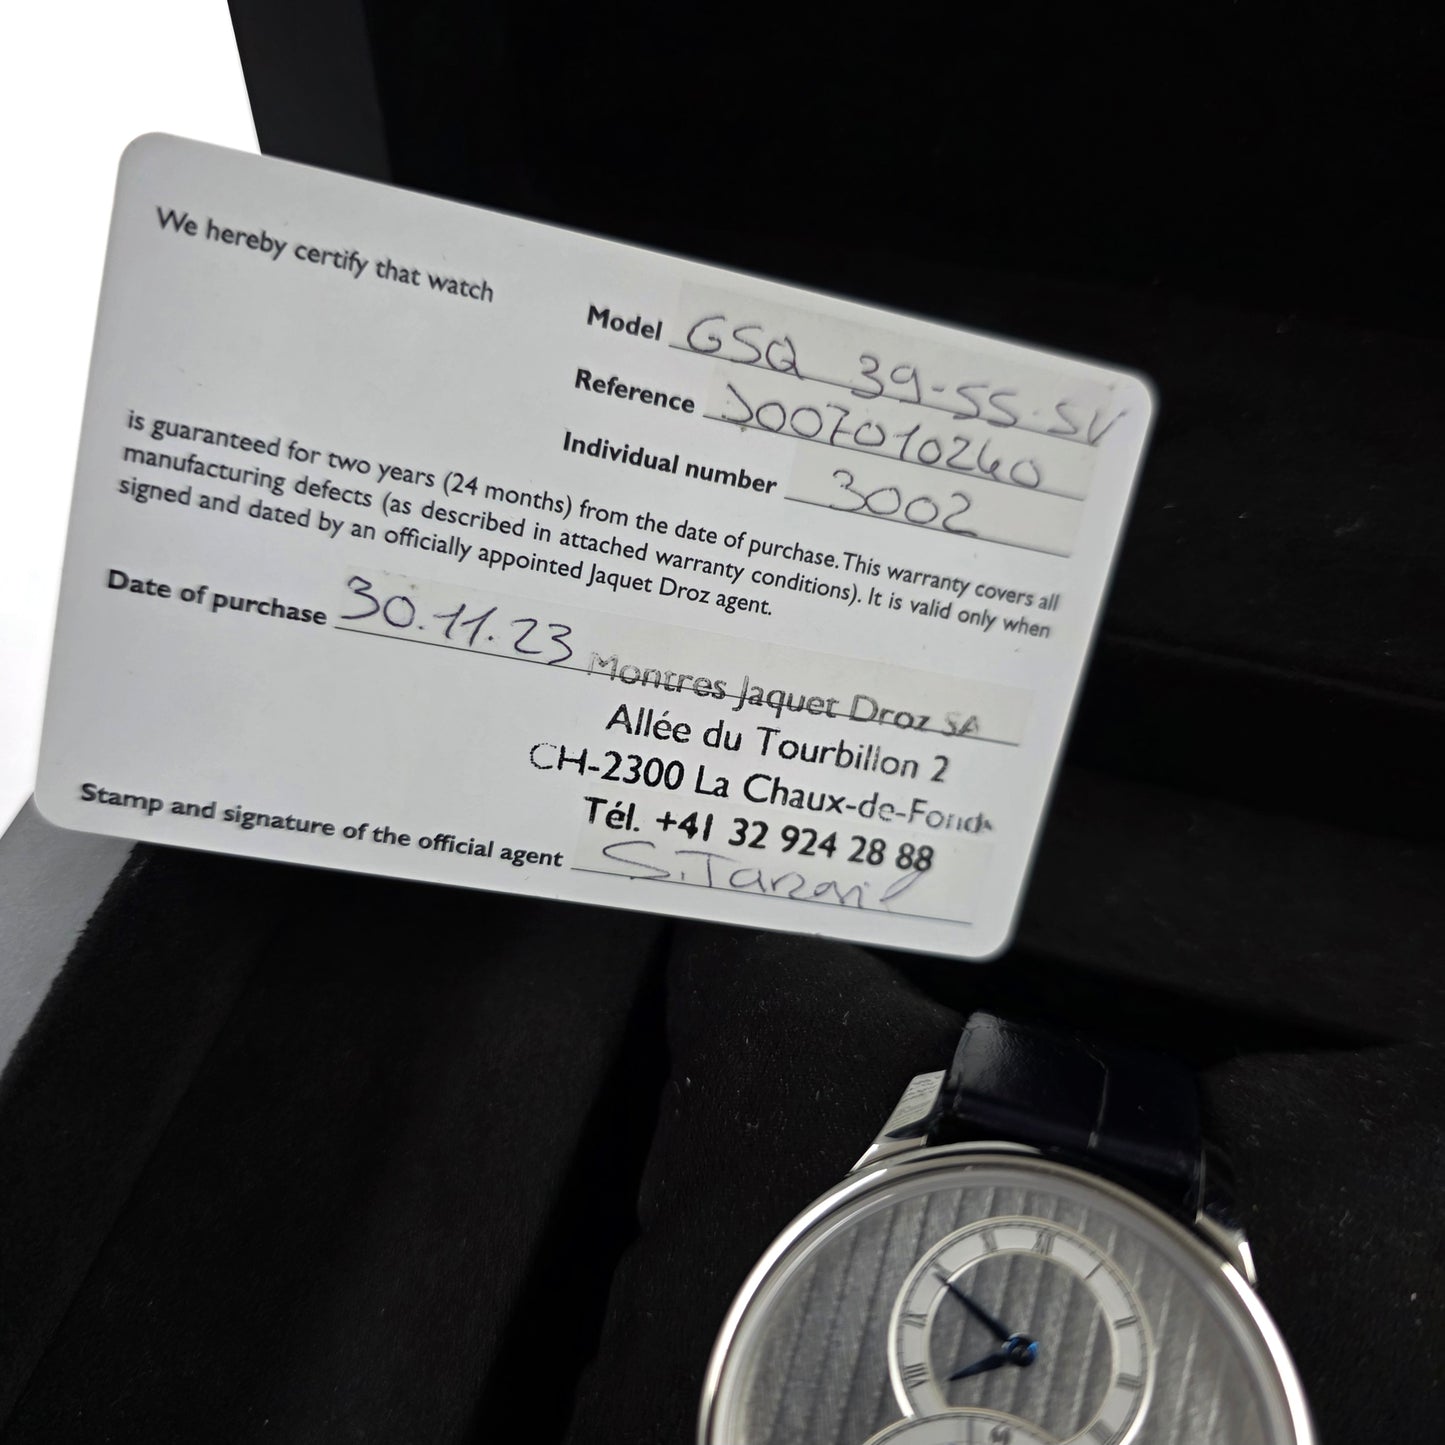 We hereby certify that watch
Model GSQ 39-SS-SV
Reference J007010240
Individual number 3002
is guaranteed for two years (24 months) from the date of purchase. This warranty covers all
manufacturing defects (as described in attached warranty conditions). It is valid only when
signed and dated by an officially appointed Jaquet Droz agent.
Date of purchase 30.11.23
Montres Jaquet Droz SA
Allée du Tourbillon 2
CH-2300 La Chaux-de-Fonds
Tél. +41 32 924 28 88
Stamp and signature of the official agent